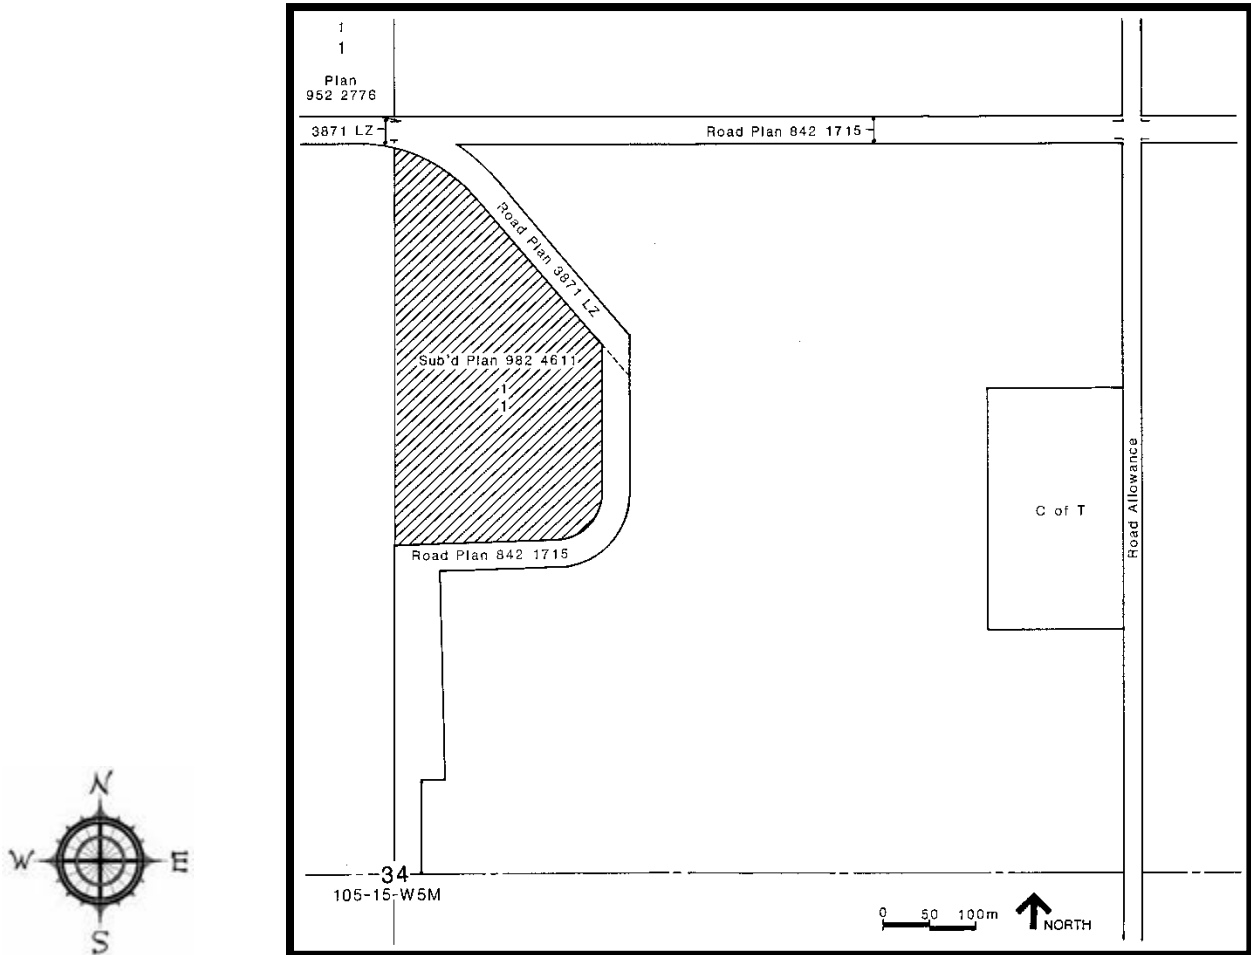 1
1
Plan
952 2776
3871 LZ
Road Plan 842 1715
Road Plan 3871 LZ
Sub'd Plan 982 4611
1
1
Road Allowance
C of T
Road Plan 842 1715
N
W E
S
34
105-15-W5M
0 50 100m
NORTH